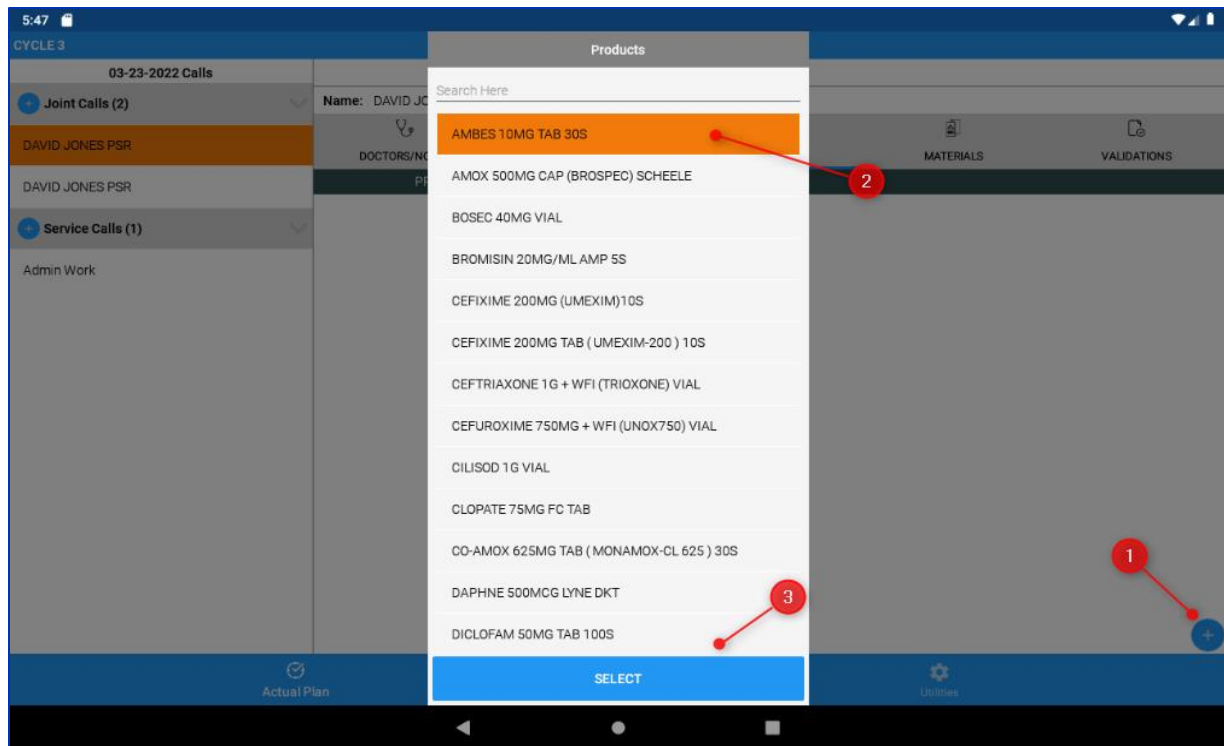 5:47
CYCLE 3
Products
03-23-2022 Calls
Search Here
Joint Calls (2)
Name: DAVID JO
AMBES 10MG TAB 30S
DAVID JONES PSR
DOCTORS/NO
MATERIALS
VALIDATIONS
2
AMOX 500MG CAP (BROSPEC) SCHEELE
DAVID JONES PSR
BOSEC 40MG VIAL
Service Calls (1)
BROMISIN 20MG/ML AMP 5S
Admin Work
CEFIXIME 200MG (UMEXIM)10S
CEFIXIME 200MG TAB ( UMEXIM-200 ) 10S
CEFTRIAXONE 1G + WFI (TRIOXONE) VIAL
CEFUROXIME 750MG + WFI (UNOX750) VIAL
CILISOD 1G VIAL
CLOPATE 75MG FC TAB
CO-AMOX 625MG TAB ( MONAMOX-CL 625 ) 30S
1
DAPHNE 500MCG LYNE DKT
3
DICLOFAM 50MG TAB 100S
SELECT
Actual Plan
Utilities